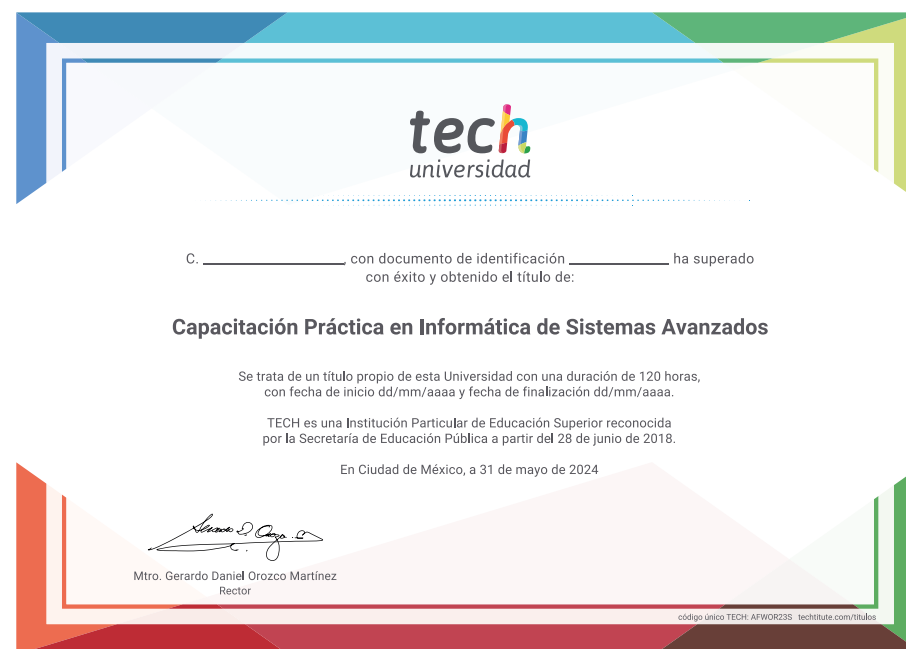 tech
universidad
C. ____________________, con documento de identificación ______________ ha superado
con éxito y obtenido el título de:
Capacitación Práctica en Informática de Sistemas Avanzados
Se trata de un título propio de esta Universidad con una duración de 120 horas,
con fecha de inicio dd/mm/aaaa y fecha de finalización dd/mm/aaaa.
TECH es una Institución Particular de Educación Superior reconocida
por la Secretaría de Educación Pública a partir del 28 de junio de 2018.
En Ciudad de México, a 31 de mayo de 2024
Mtro. Gerardo Daniel Orozco Martínez
Rector
código único TECH: AFWOR23S techtitute.com/titulos